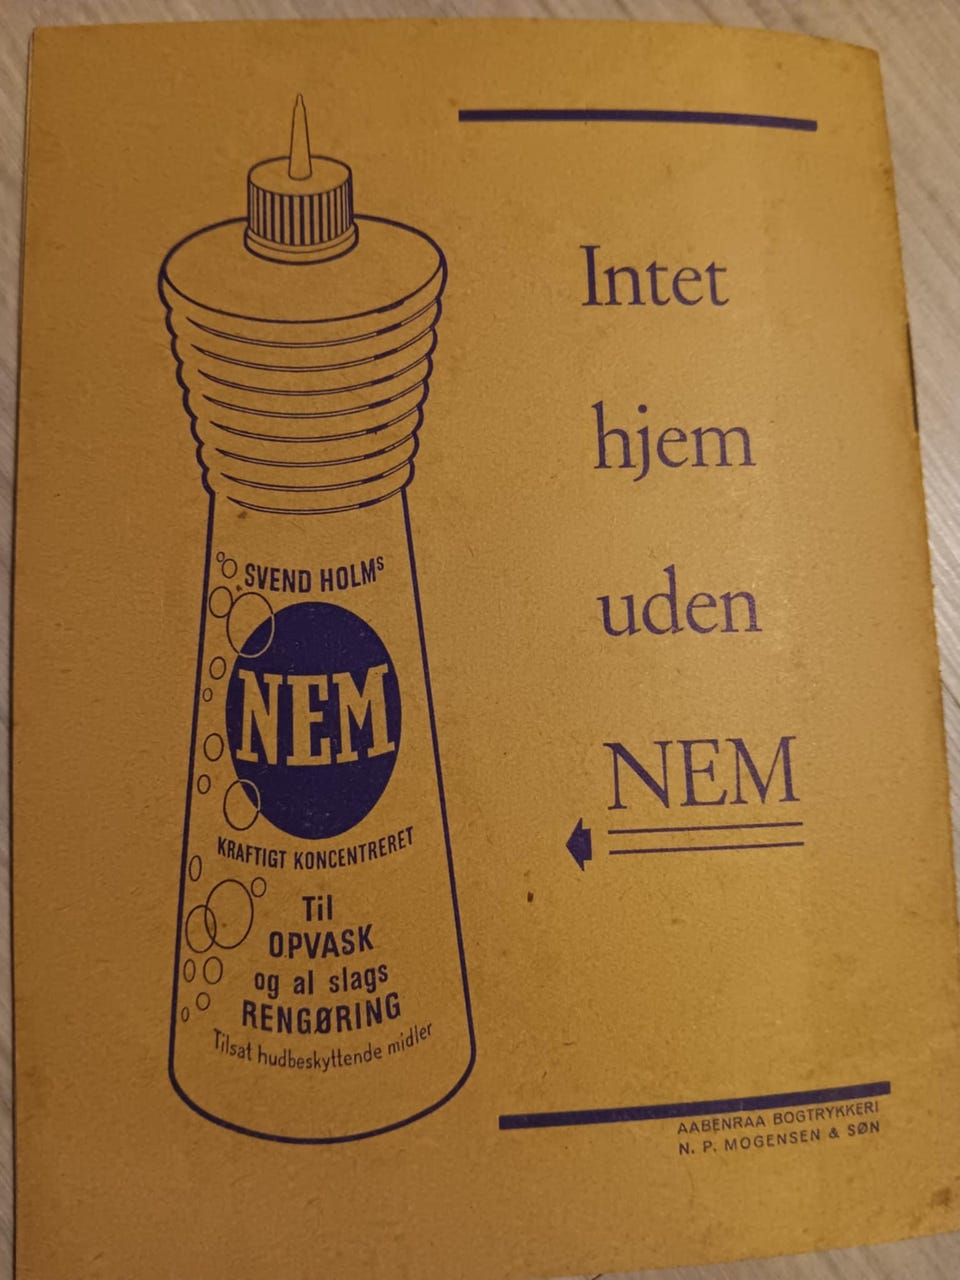 SVEND HOLMS
NEM
KRAFTIGT KONCENTRERET
Til
OPVASK
og al slags
RENGØRING
Tilsat hudbeskyttende midler
Intet
hjem
uden
NEM
AABENRAA BOGTRYKKERI
N. P. MOGENSEN & SØN